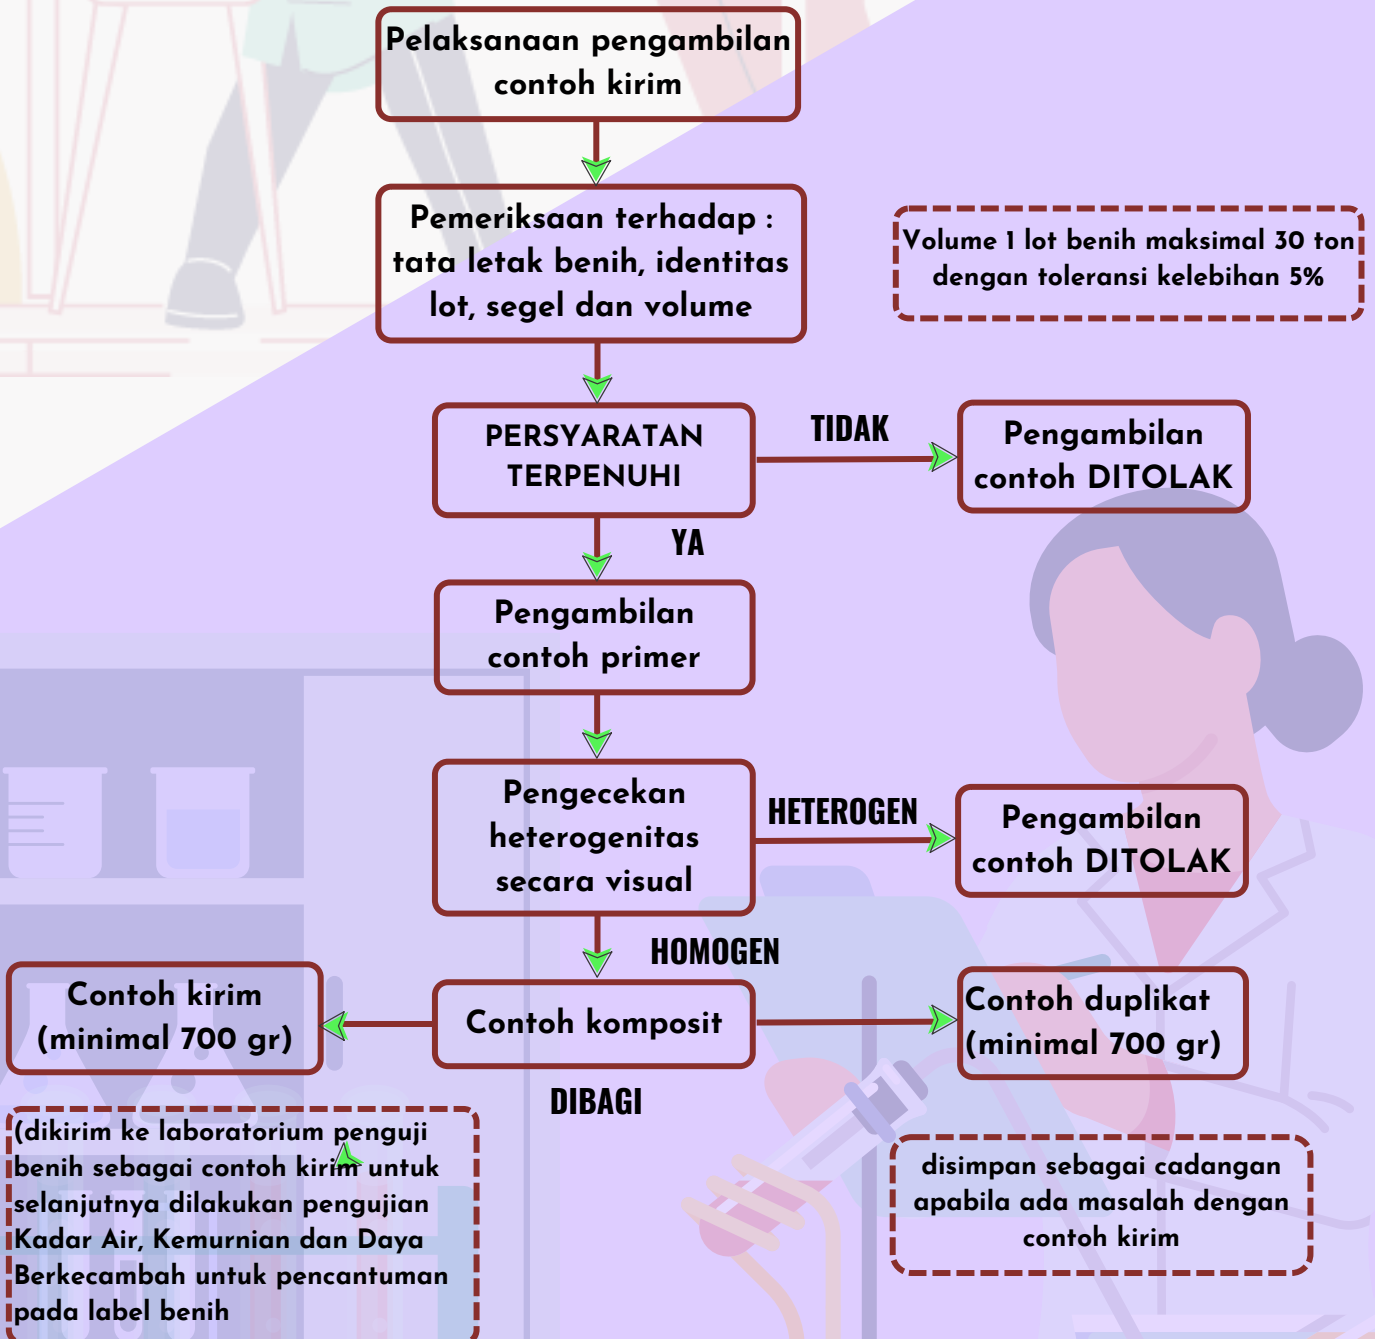 Pelaksanaan pengambilan
contoh kirim
Pemeriksaan terhadap :
tata letak benih, identitas
lot, segel dan volume
Volume 1 lot benih maksimal 30 ton
dengan toleransi kelebihan 5%
PERSYARATAN
TERPENUHI
TIDAK
Pengambilan
contoh DITOLAK
YA
Pengambilan
contoh primer
Pengecekan
heterogenitas
secara visual
HETEROGEN
Pengambilan
contoh DITOLAK
HOMOGEN
Contoh kirim
(minimal 700 gr)
Contoh komposit
Contoh duplikat
(minimal 700 gr)
DIBAGI
(dikirim ke laboratorium penguji
benih sebagai contoh kirim untuk
selanjutnya dilakukan pengujian
Kadar Air, Kemurnian dan Daya
Berkecambah untuk pencantuman
pada label benih
disimpan sebagai cadangan
apabila ada masalah dengan
contoh kirim